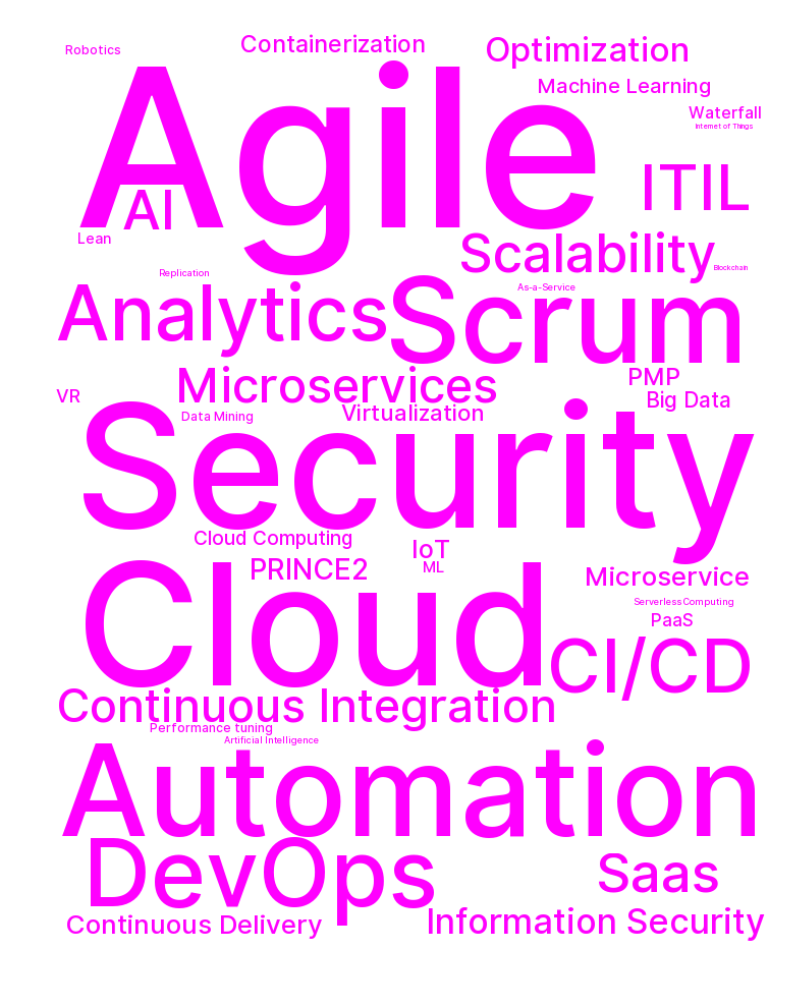 Robotics
Containerization
Optimization
Machine Learning
Waterfall
Internet of Things
Agile
ITIL
AI
Lean
Scalability
Blockchain
Replication
As-a-Service
Analytics
Scrum
Microservices
PMP
VR
Big Data
Data Mining
Virtualization
Security
Cloud Computing
IoT
PRINCE2
ML
Microservice
Cloud
Serverless Computing
PaaS
CI/CD
Continuous Integration
Performance tuning
Artificial Intelligence
Automation
DevOps
Saas
Continuous Delivery
Information Security